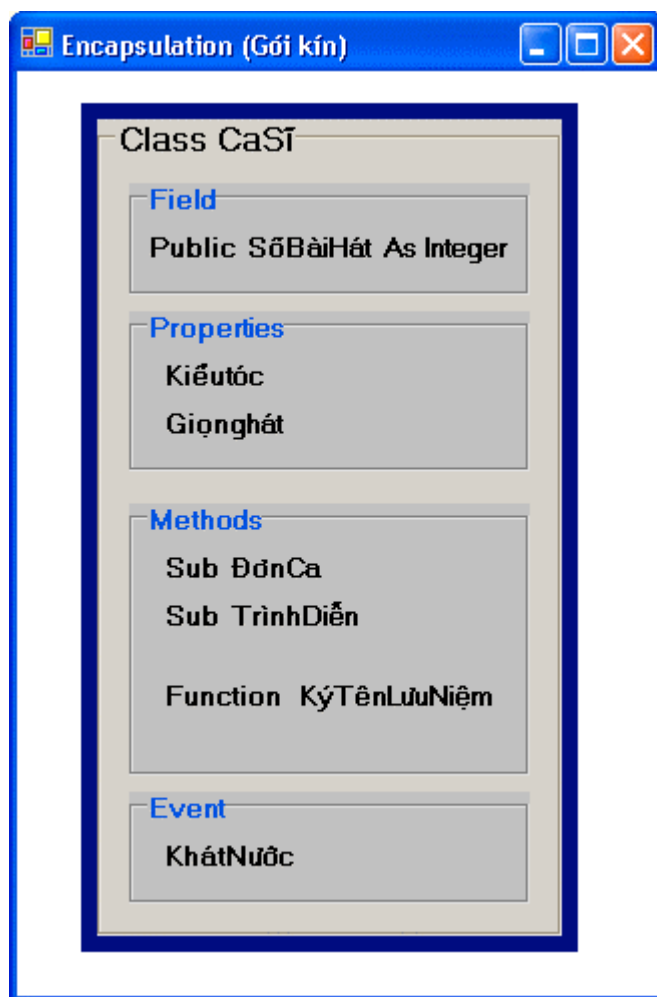 Encapsulation (Gói kín)
Class CaSĩ
Field
Public SốBàiHát As Integer
Properties
Kiểutóc
Giọnghát
Methods
Sub ĐơnCa
Sub TrìnhDiễn
Function KýTênLưuNiệm
Event
KhátNước